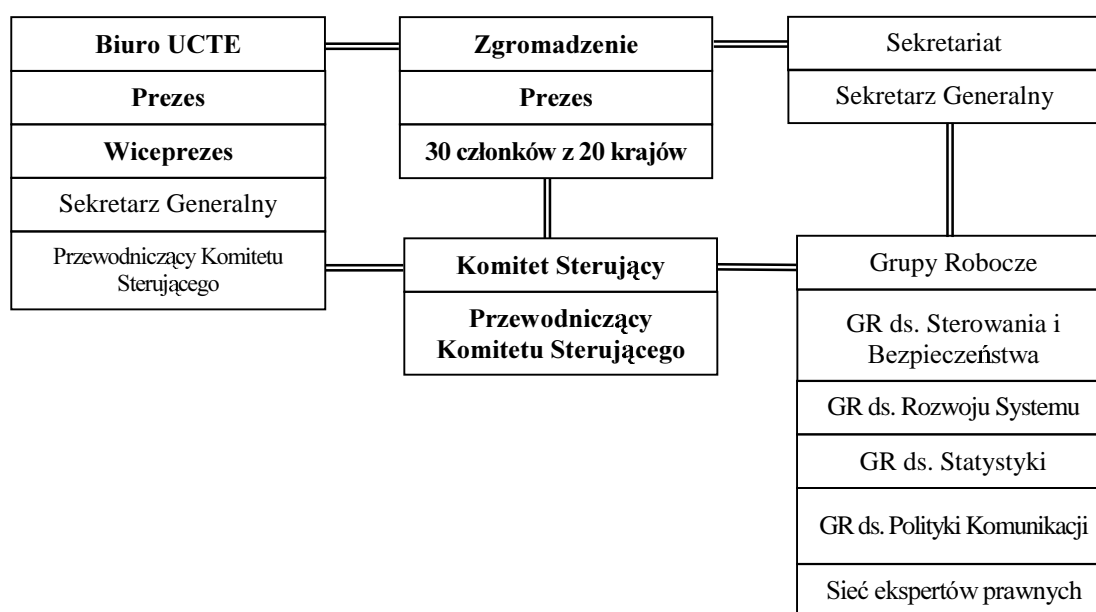 Biuro UCTE
Prezes
Wiceprezes
Sekretarz Generalny
Przewodniczący Komitetu
Sterującego
Zgromadzenie
Prezes
30 członków z 20 krajów
Sekretariat
Sekretarz Generalny
Komitet Sterujący
Przewodniczący
Komitetu Sterującego
Grupy Robocze
GR ds. Sterowania i
Bezpieczeństwa
GR ds. Rozwoju Systemu
GR ds. Statystyki
GR ds. Polityki Komunikacji
Sieć ekspertów prawnych